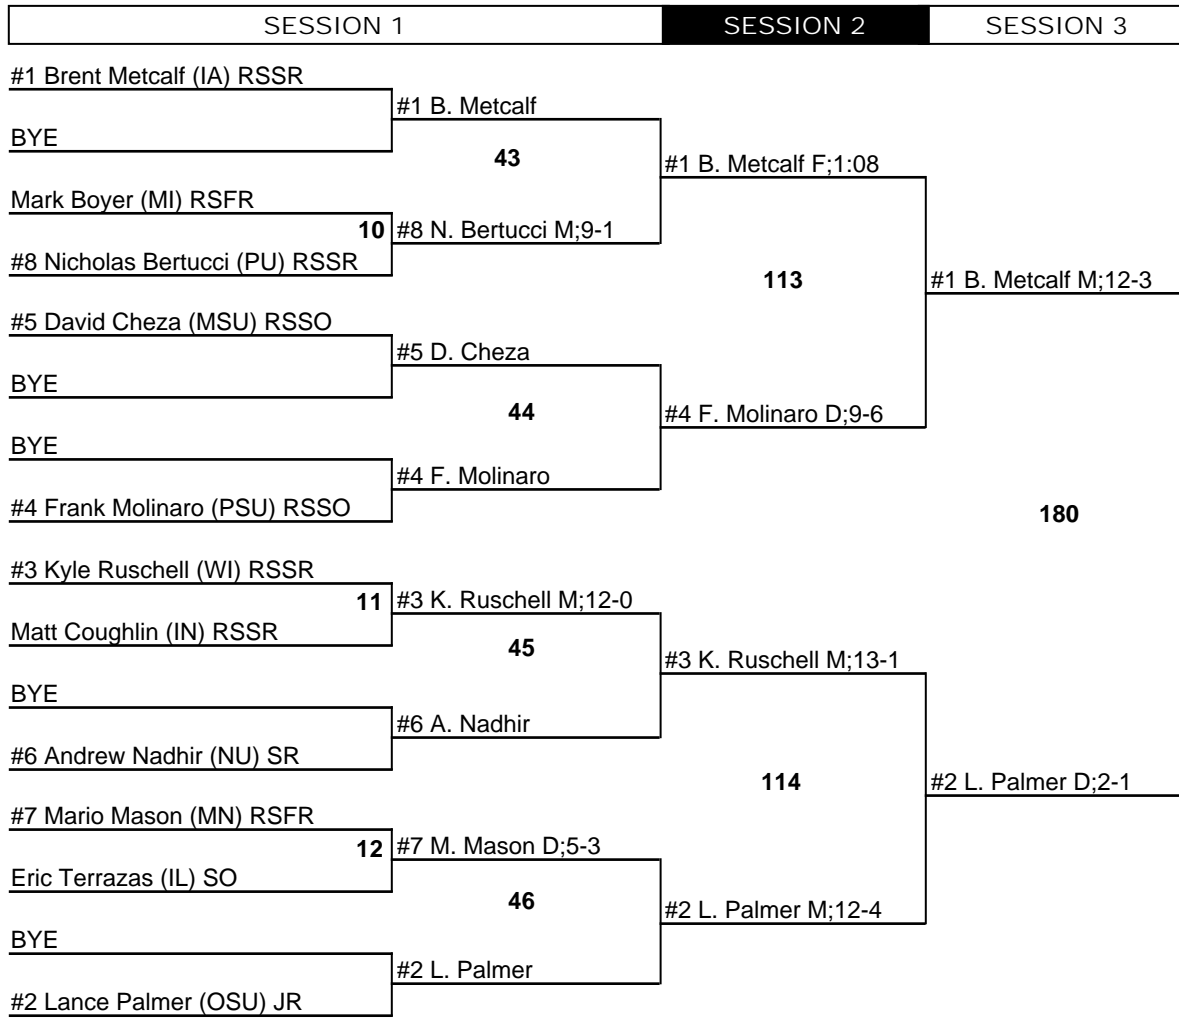 SESSION 1
SESSION 2
SESSION 3
#1 Brent Metcalf (IA) RSSR
#1 B. Metcalf
BYE
43
#1 B. Metcalf F;1:08
Mark Boyer (MI) RSFR
10
#8 N. Bertucci M;9-1
#8 Nicholas Bertucci (PU) RSSR
113
#1 B. Metcalf M;12-3
#5 David Cheza (MSU) RSSO
#5 D. Cheza
BYE
44
#4 F. Molinaro D;9-6
BYE
#4 F. Molinaro
#4 Frank Molinaro (PSU) RSSO
180
#3 Kyle Ruschell (WI) RSSR
11
#3 K. Ruschell M;12-0
Matt Coughlin (IN) RSSR
45
#3 K. Ruschell M;13-1
BYE
#6 A. Nadhir
#6 Andrew Nadhir (NU) SR
114
#2 L. Palmer D;2-1
#7 Mario Mason (MN) RSFR
12
#7 M. Mason D;5-3
Eric Terrazas (IL) SO
46
#2 L. Palmer M;12-4
BYE
#2 L. Palmer
#2 Lance Palmer (OSU) JR